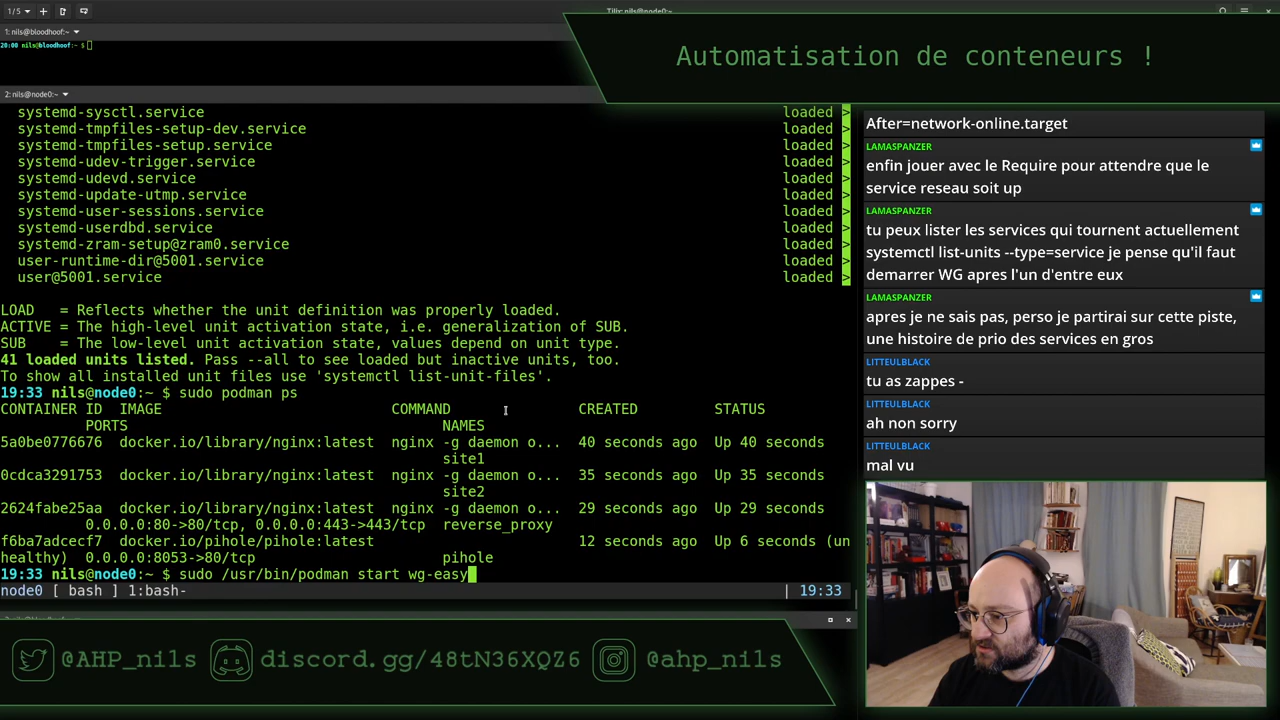 1/5
Tilix: nils@node0:~
1: nils@bloodhoof:~
20:00 nils@bloodhoof:~ $
Automatisation de conteneurs !
2: nils@node0:~
systemd-sysctl.service loaded >
systemd-tmpfiles-setup-dev.service loaded >
systemd-tmpfiles-setup.service loaded >
systemd-udev-trigger.service loaded >
systemd-udevd.service loaded >
systemd-update-utmp.service loaded >
systemd-user-sessions.service loaded >
systemd-userdbd.service loaded >
systemd-zram-setup@zram0.service loaded >
user-runtime-dir@5001.service loaded >
user@5001.service loaded >
LOAD = Reflects whether the unit definition was properly loaded.
ACTIVE = The high-level unit activation state, i.e. generalization of SUB.
SUB = The low-level unit activation state, values depend on unit type.
41 loaded units listed. Pass --all to see loaded but inactive units, too.
To show all installed unit files use 'systemctl list-unit-files'.
19:33 nils@node0:~ $ sudo podman ps
CONTAINER ID IMAGE COMMAND CREATED STATUS
PORTS NAMES
5a0be0776676 docker.io/library/nginx:latest nginx -g daemon o... 40 seconds ago Up 40 seconds
site1
0cdca3291753 docker.io/library/nginx:latest nginx -g daemon o... 35 seconds ago Up 35 seconds
site2
2624fabe25aa docker.io/library/nginx:latest nginx -g daemon o... 29 seconds ago Up 29 seconds
0.0.0.0:80->80/tcp, 0.0.0.0:443->443/tcp reverse_proxy
f6ba7adcecf7 docker.io/pihole/pihole:latest 12 seconds ago Up 6 seconds (un
healthy) 0.0.0.0:8053->80/tcp pihole
19:33 nils@node0:~ $ sudo /usr/bin/podman start wg-easy
node0 [ bash ] 1:bash- | 19:33
After=network-online.target
LAMASPANZER
enfin jouer avec le Require pour attendre que le
service reseau soit up
LAMASPANZER
tu peux lister les services qui tournent actuellement
systemctl list-units --type=service je pense qu'il faut
demarrer WG apres l'un d'entre eux
LAMASPANZER
apres je ne sais pas, perso je partirai sur cette piste,
une histoire de prio des services en gros
LITTEULBLACK
tu as zappes -
LITTEULBLACK
ah non sorry
LITTEULBLACK
mal vu
@AHP_nils
discord.gg/48tN36XQZ6
@ahp_nils